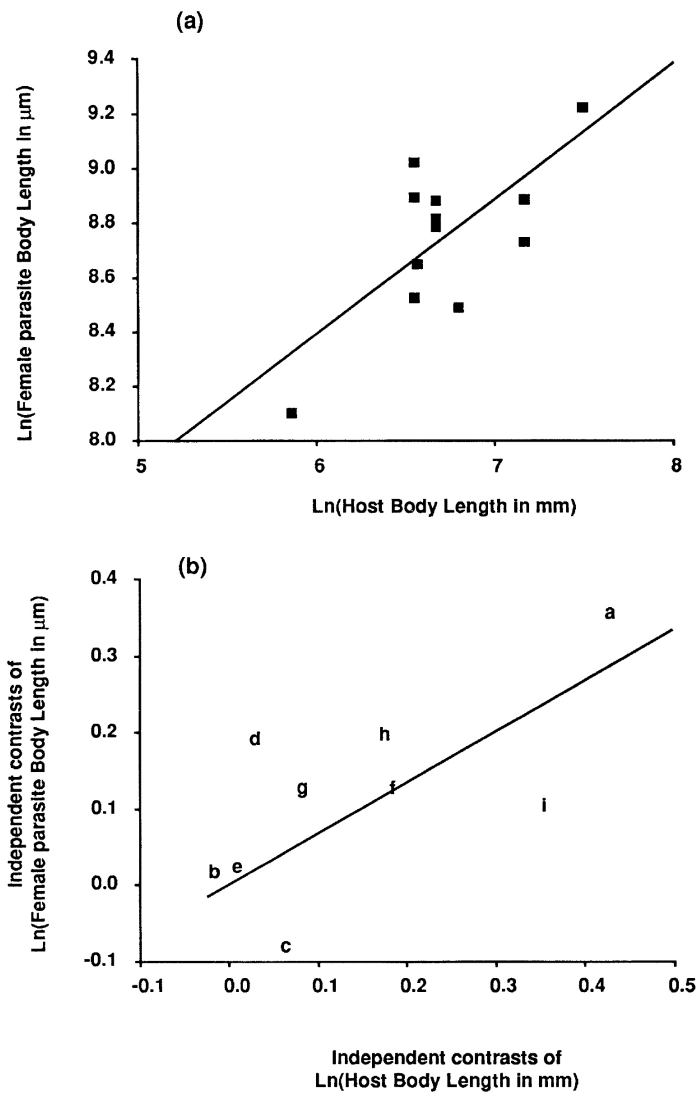 (a)
Ln(Female parasite Body Length in μm)
9.4
9.2
9.0
8.8
8.6
8.4
8.2
8.0
5
6
7
8
Ln(Host Body Length in mm)
(b)
Independent contrasts of
Ln(Female parasite Body Length in μm)
0.4
0.3
0.2
0.1
0.0
-0.1
a
d
h
g
f
i
b
e
c
-0.1
0.0
0.1
0.2
0.3
0.4
0.5
Independent contrasts of
Ln(Host Body Length in mm)